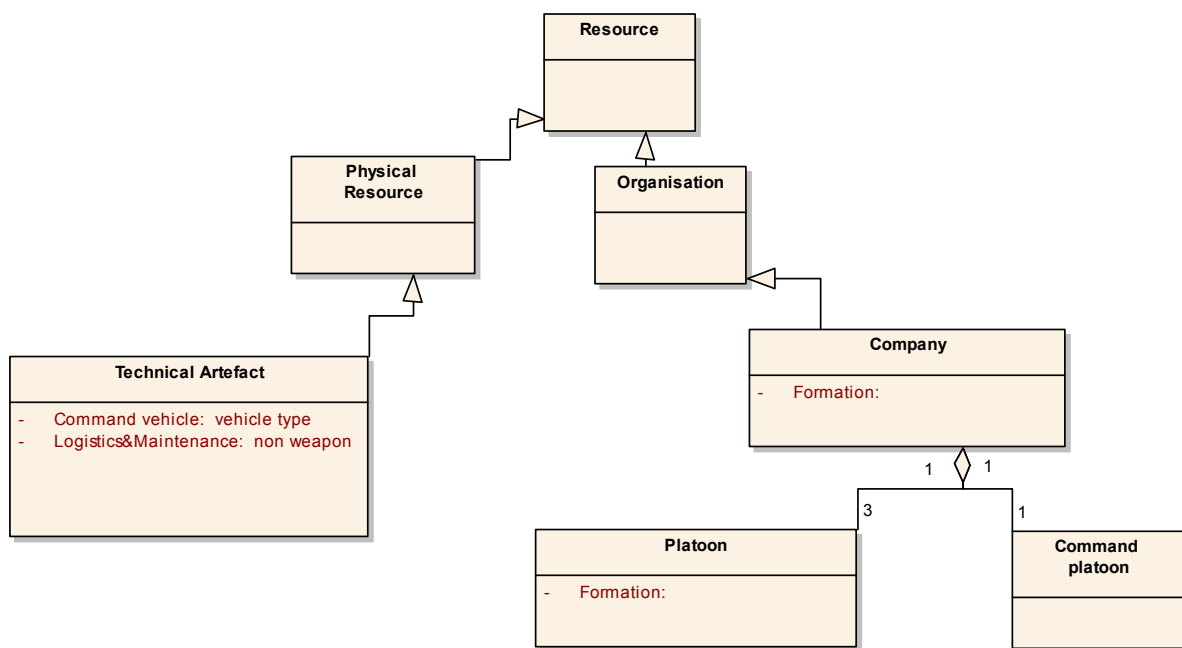 Resource
Physical
Resource
Organisation
Technical Artefact
- Command vehicle: vehicle type
- Logistics&Maintenance: non weapon
Company
- Formation:
1 1
3
1
Platoon
- Formation:
Command
platoon